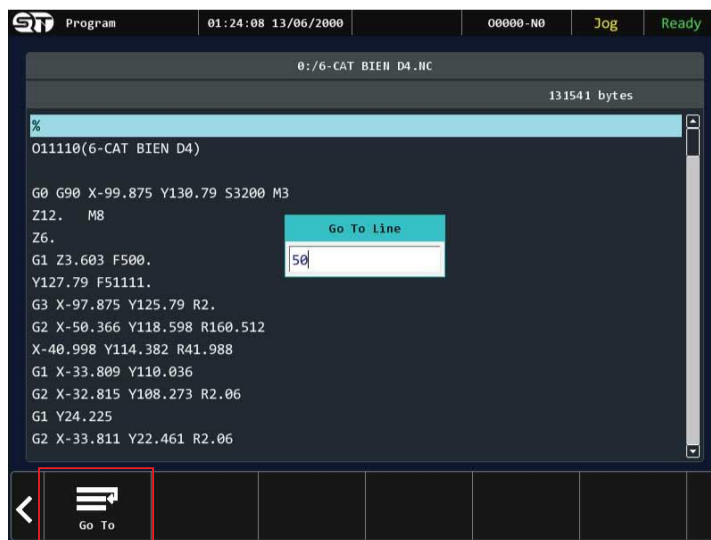 SNT Program 01:24:08 13/06/2000 O0000-N0 Jog Ready
0:/6-CAT BIEN D4.NC
131541 bytes
%
O11110(6-CAT BIEN D4)
G0 G90 X-99.875 Y130.79 S3200 M3
Z12. M8
Z6.
G1 Z3.603 F500.
Y127.79 F51111.
G3 X-97.875 Y125.79 R2.
G2 X-50.366 Y118.598 R160.512
X-40.998 Y114.382 R41.988
G1 X-33.809 Y110.036
G2 X-32.815 Y108.273 R2.06
G1 Y24.225
G2 X-33.811 Y22.461 R2.06
Go To Line
50
Go To